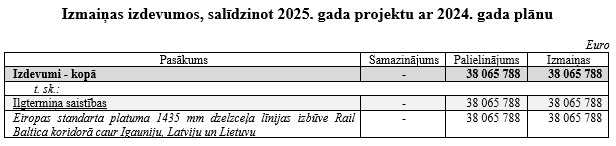 Izmaiņas izdevumos, salīdzinot 2025. gada projektu ar 2024. gada plānu
Euro
Pasākums Samazinājums Palielinājums Izmaiņas
Izdevumi - kopā - 38 065 788 38 065 788
t. sk.:
Ilgtermiņa saistības 38 065 788 38 065 788
Eiropas standarta platuma 1435 mm dzelzceļa līnijas izbūve Rail - 38 065 788 38 065 788
Baltica koridorā caur Igauniju, Latviju un Lietuvu